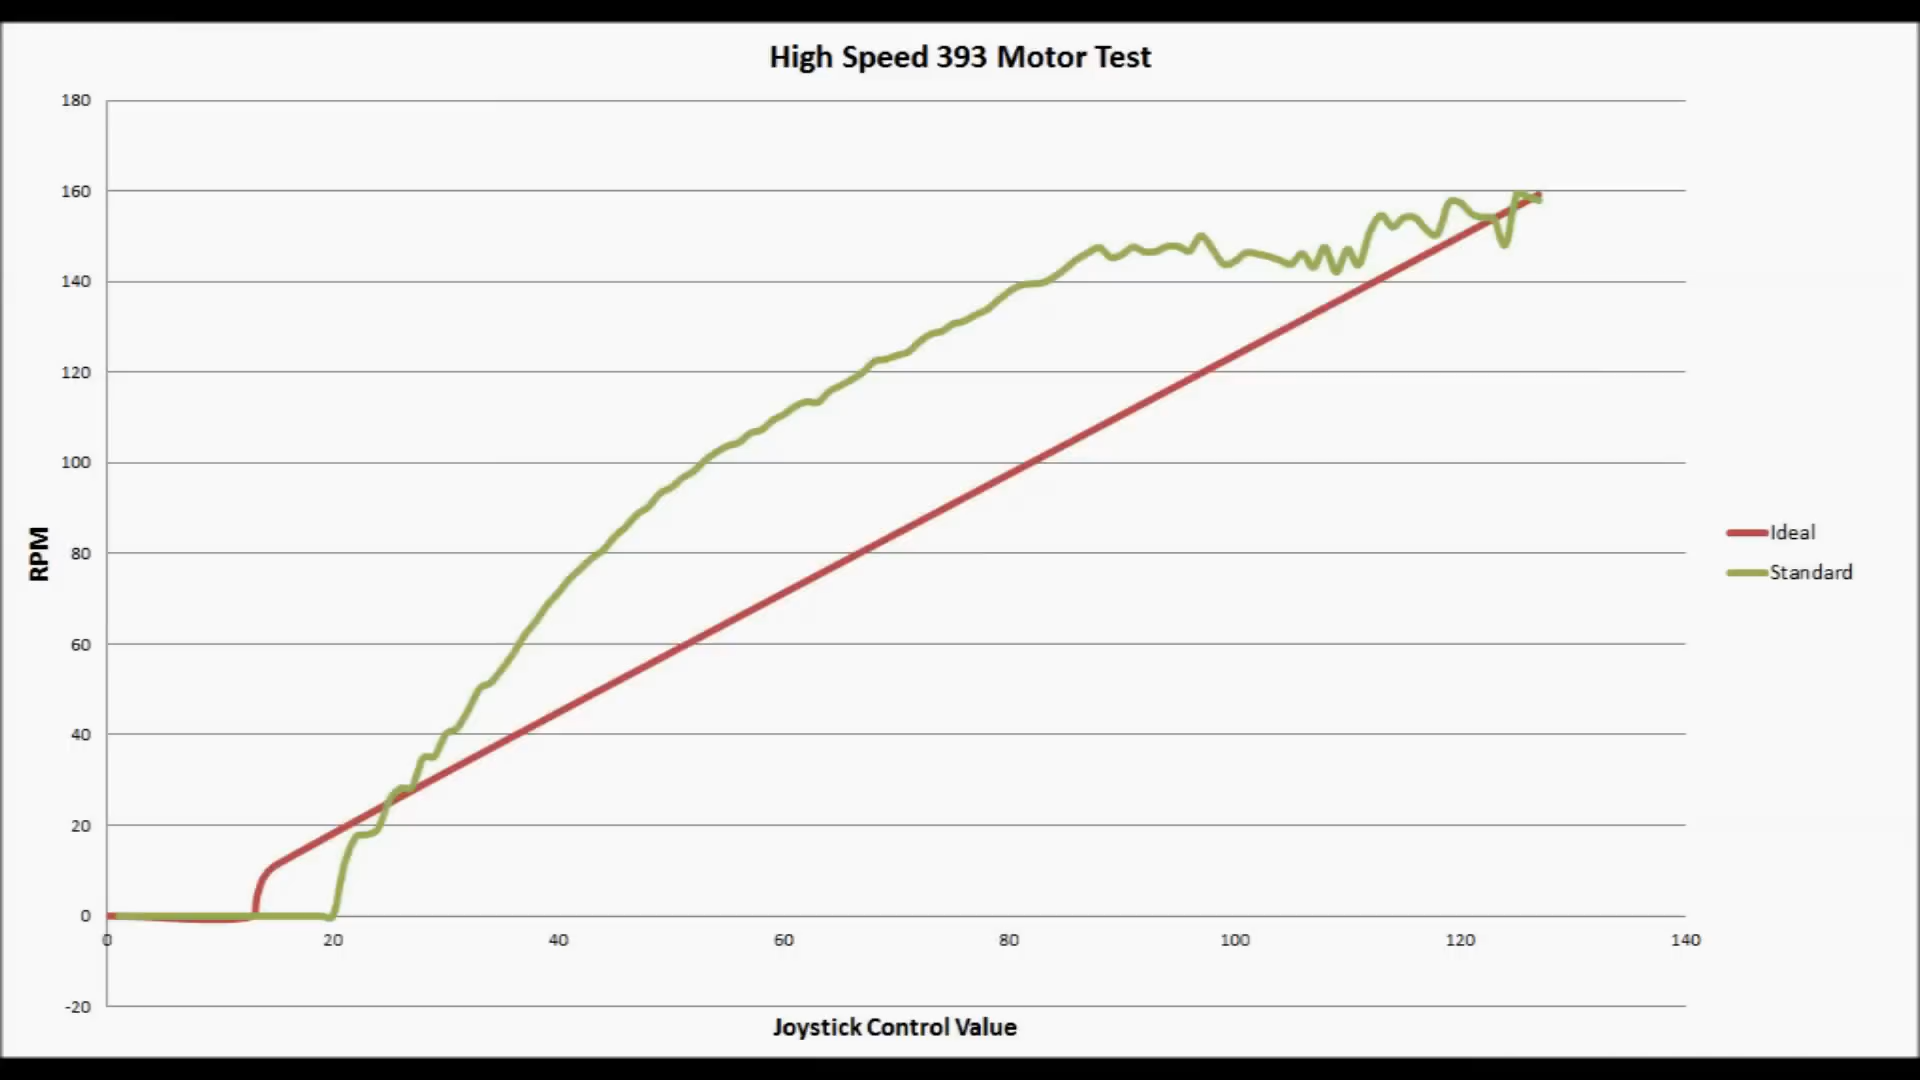 High Speed 393 Motor Test
180
160
140
120
100
80
60
40
20
0
-20
RPM
0 20 40 60 80 100 120 140
Joystick Control Value
Ideal
Standard